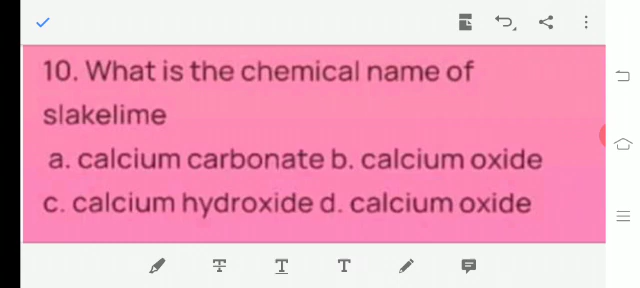 10. What is the chemical name of
slakelime
a. calcium carbonate b. calcium oxide
c. calcium hydroxide d. calcium oxide